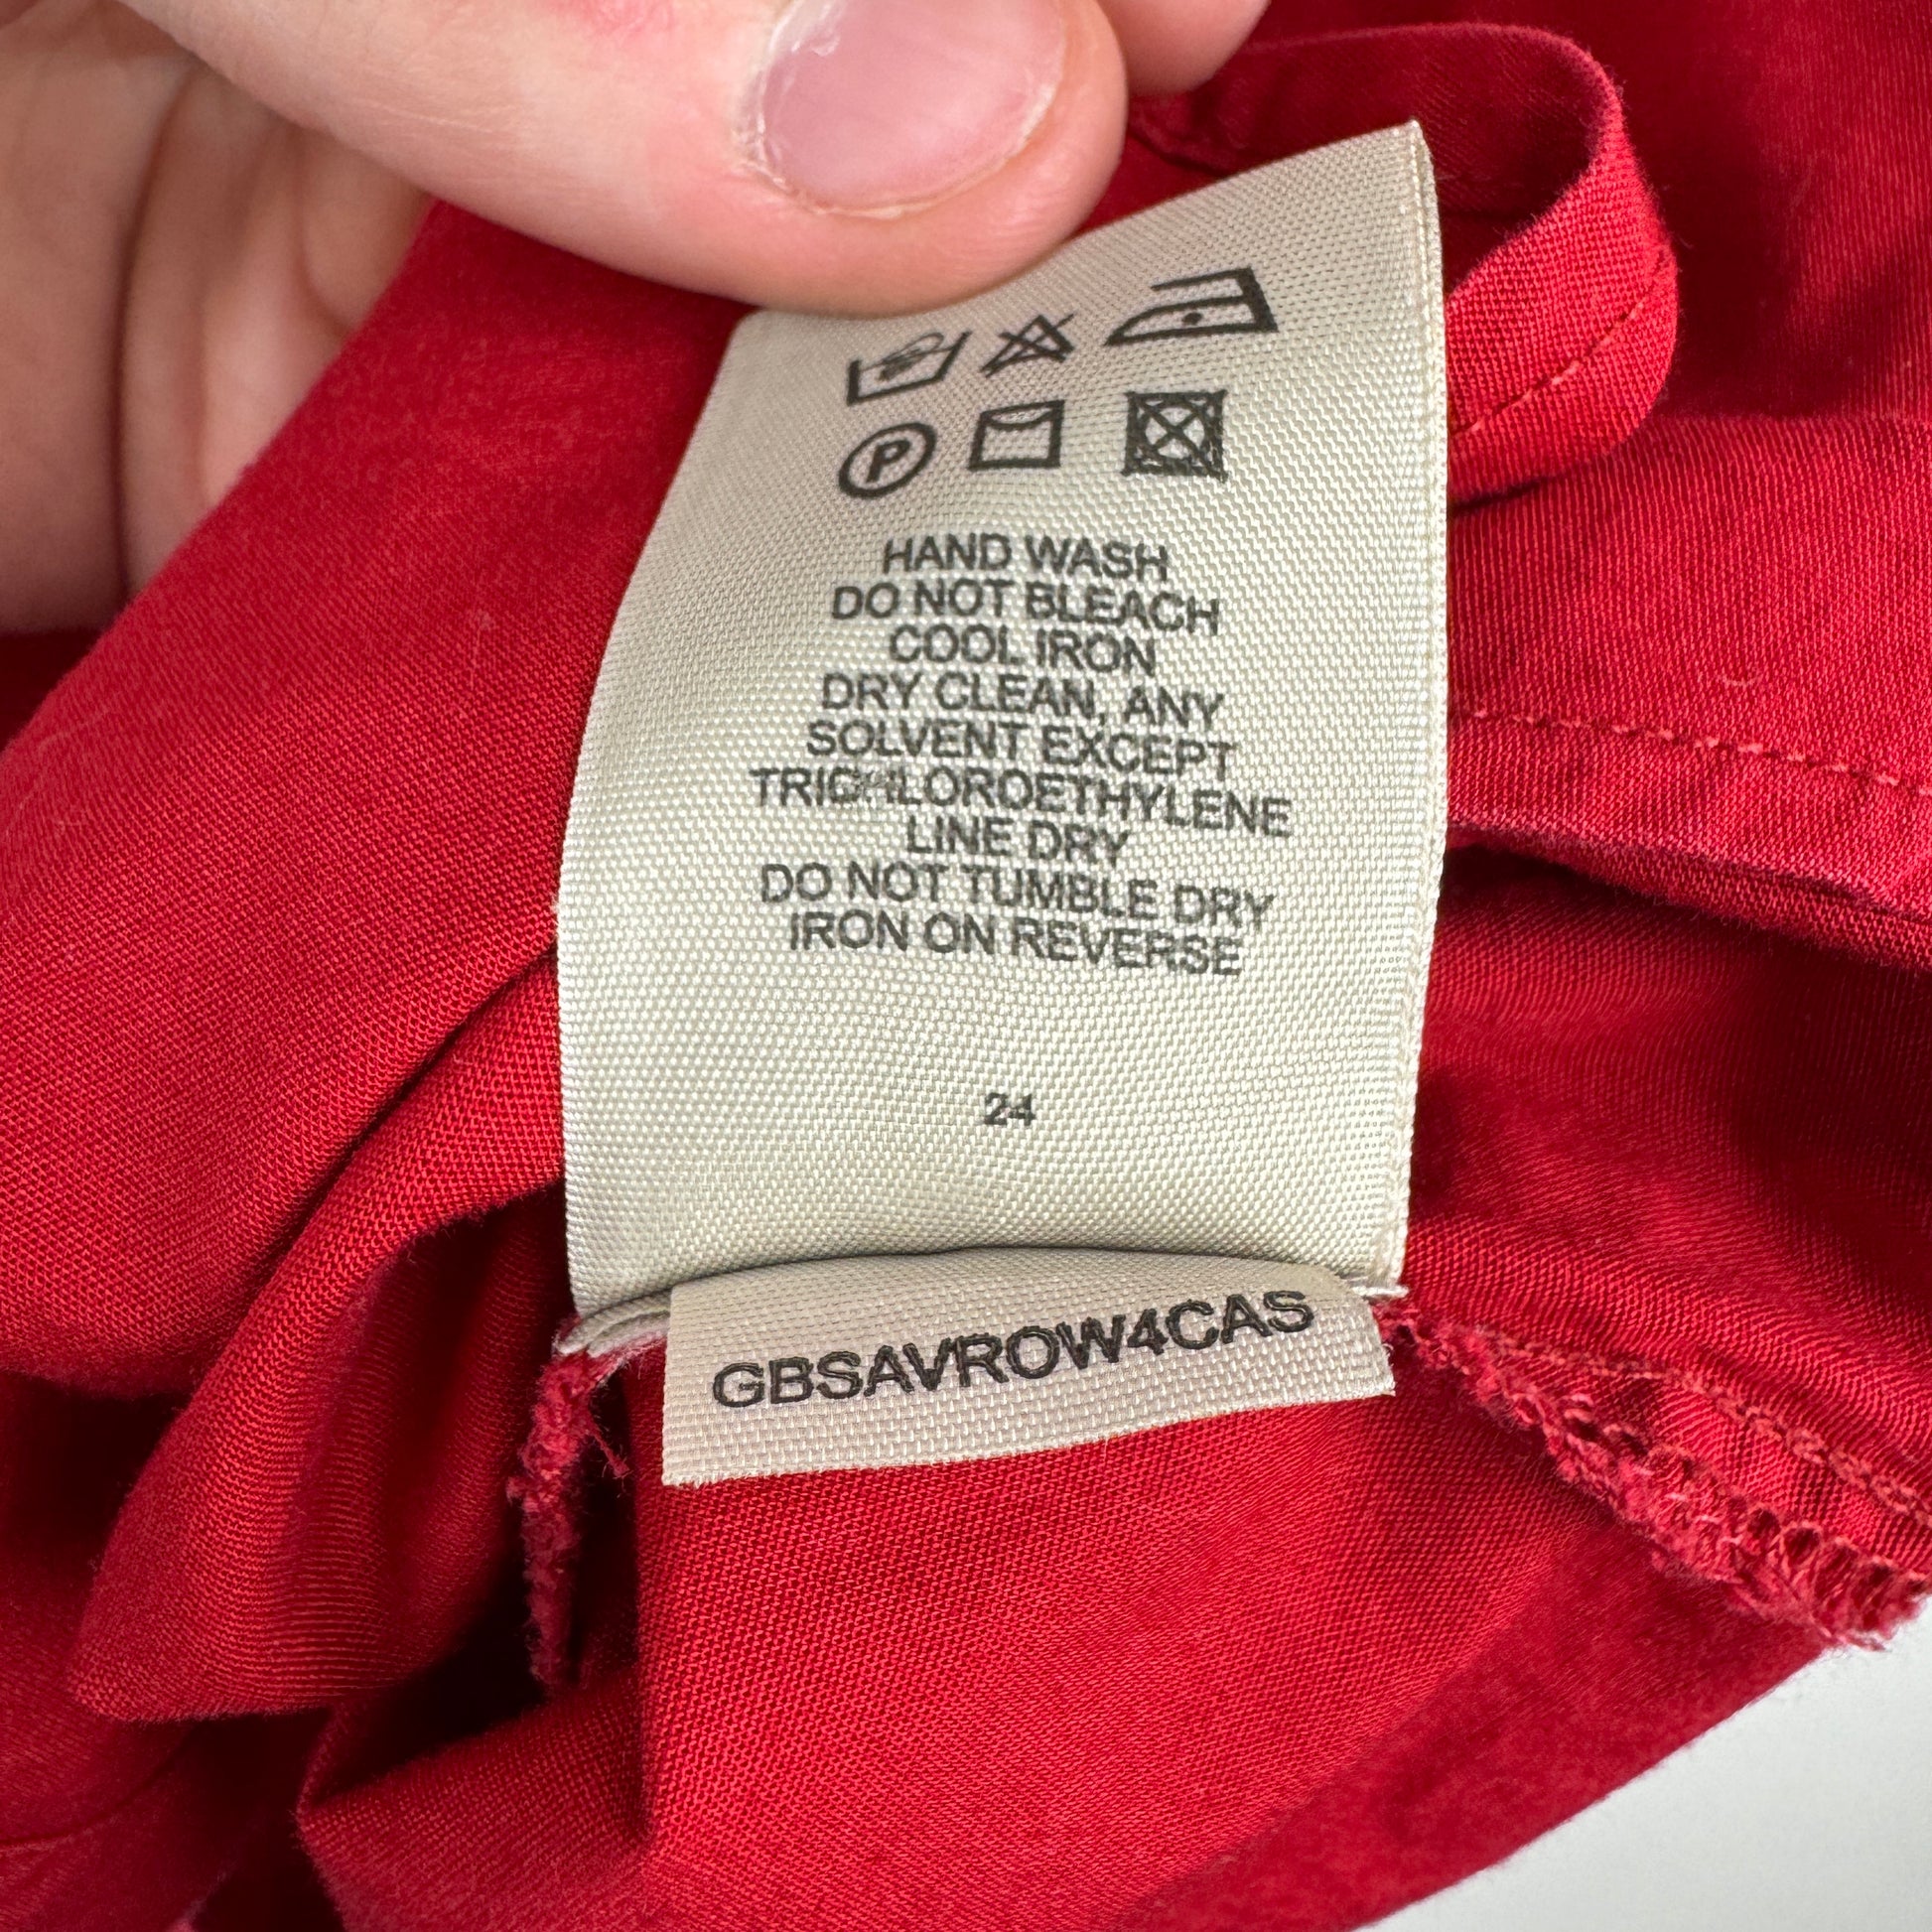 P
HAND WASH
DO NOT BLEACH
COOL IRON
DRY CLEAN, ANY
SOLVENT EXCEPT
TRICHLOROETHYLENE
LINE DRY
DO NOT TUMBLE DRY
IRON ON REVERSE
24
GBSAVROW4CAS